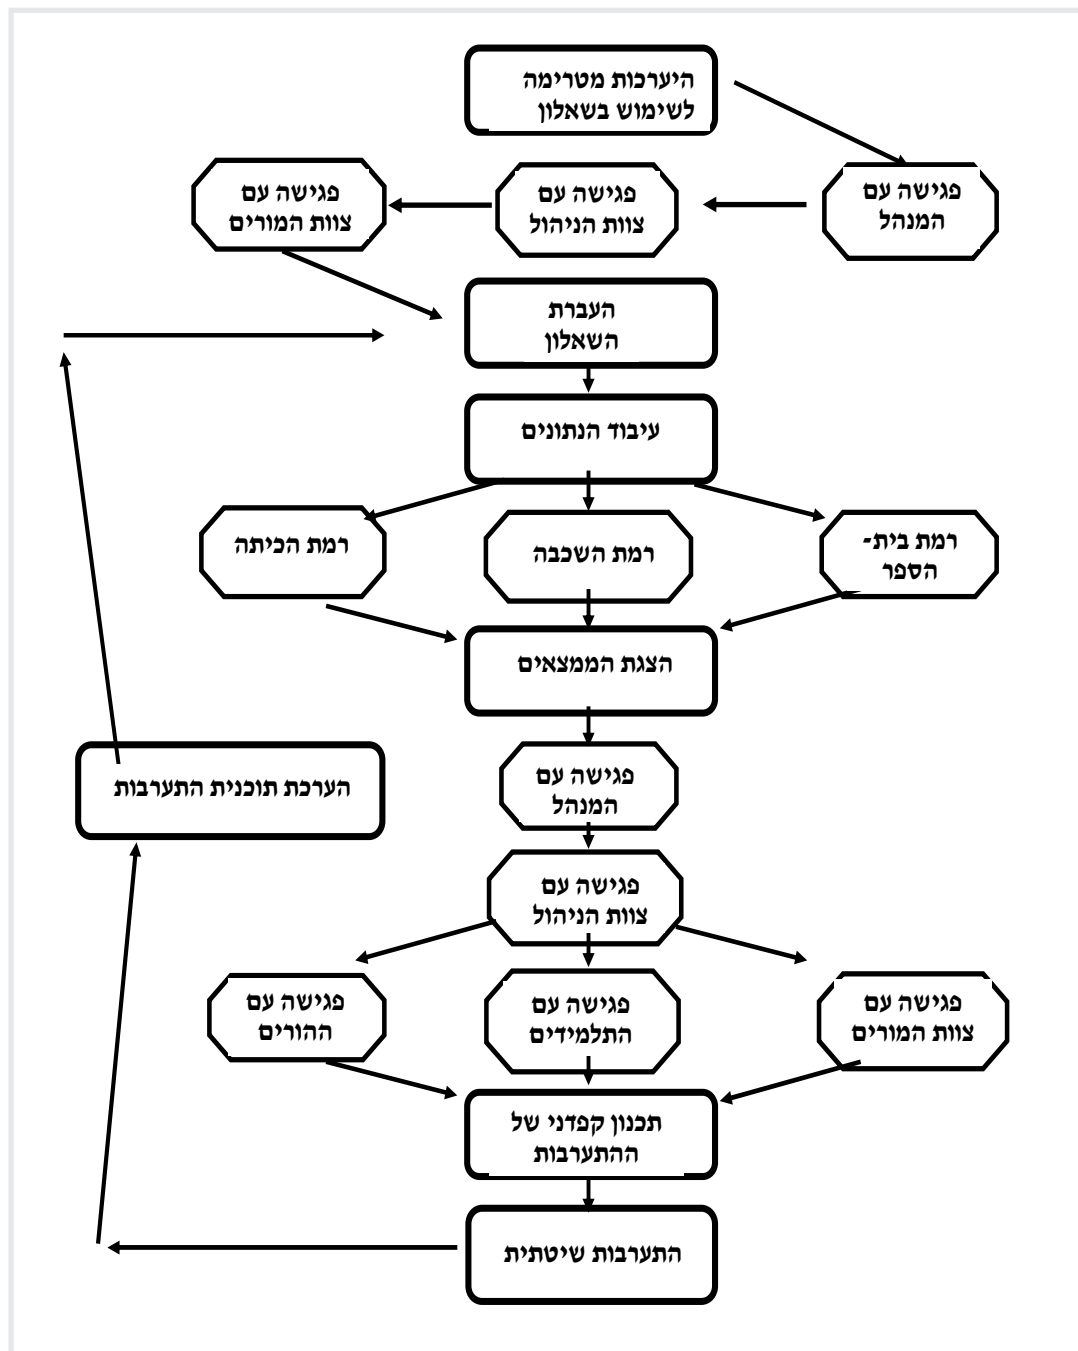 היערכות מטרימה
לשימוש בשאלון
פגישה עם
המנהל
פגישה עם
צוות הניהול
פגישה עם
צוות המורים
העברת
השאלון
עיבוד הנתונים
רמת בית-
הספר
רמת השכבה
רמת הכיתה
הצגת הממצאים
פגישה עם
המנהל
הערכת תוכנית התערבות
פגישה עם
צוות הניהול
פגישה עם
צוות המורים
פגישה עם
התלמידים
פגישה עם
ההורים
תכנון קפדני של
ההתערבות
התערבות שיטתית